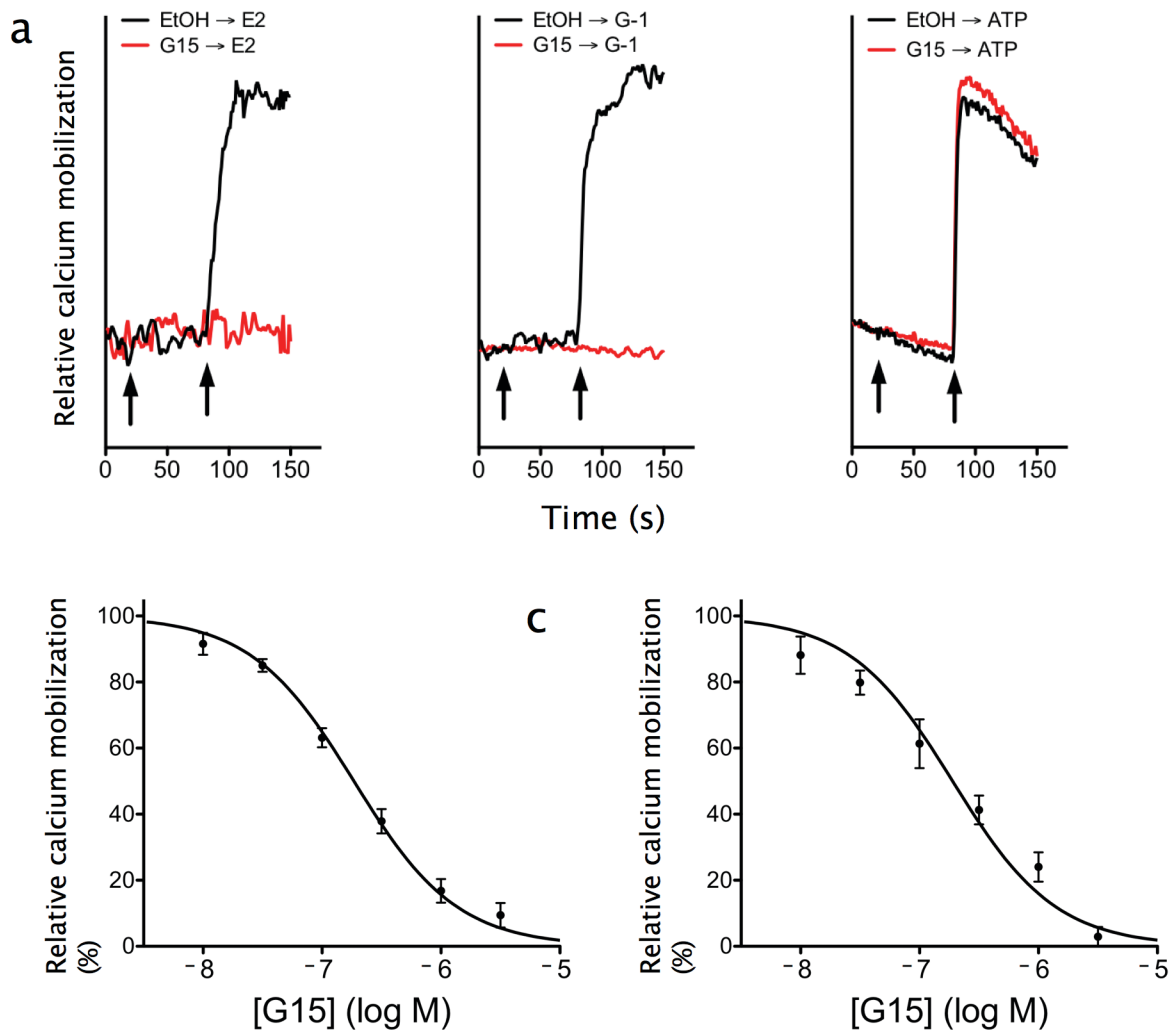 a
EtOH → E2
G15 → E2
EtOH → G-1
G15 → G-1
EtOH → ATP
G15 → ATP
Relative calcium mobilization
0 50 100 150
0 50 100 150
0 50 100 150
Time (s)
Relative calcium mobilization
(%)
100
80
60
40
20
0
-8 -7 -6 -5
[G15] (log M)
c
Relative calcium mobilization
(%)
100
80
60
40
20
0
-8 -7 -6 -5
[G15] (log M)